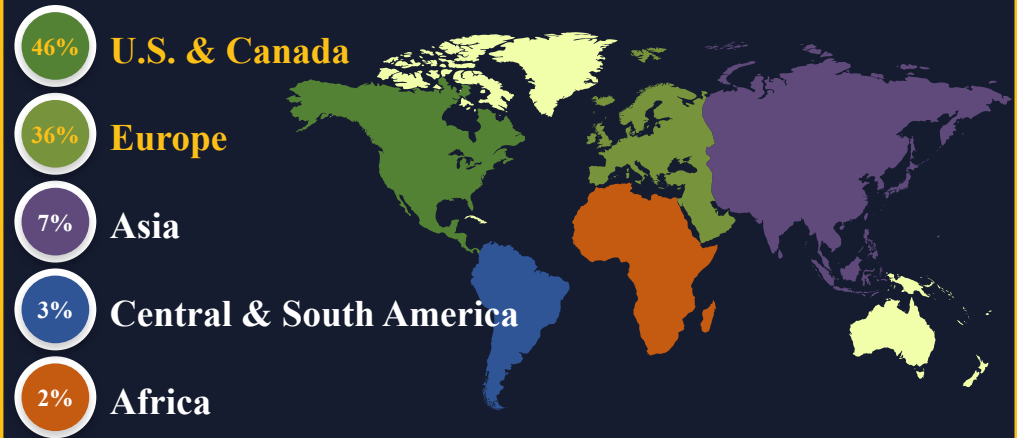 46% U.S. & Canada
36% Europe
7% Asia
3% Central & South America
2% Africa